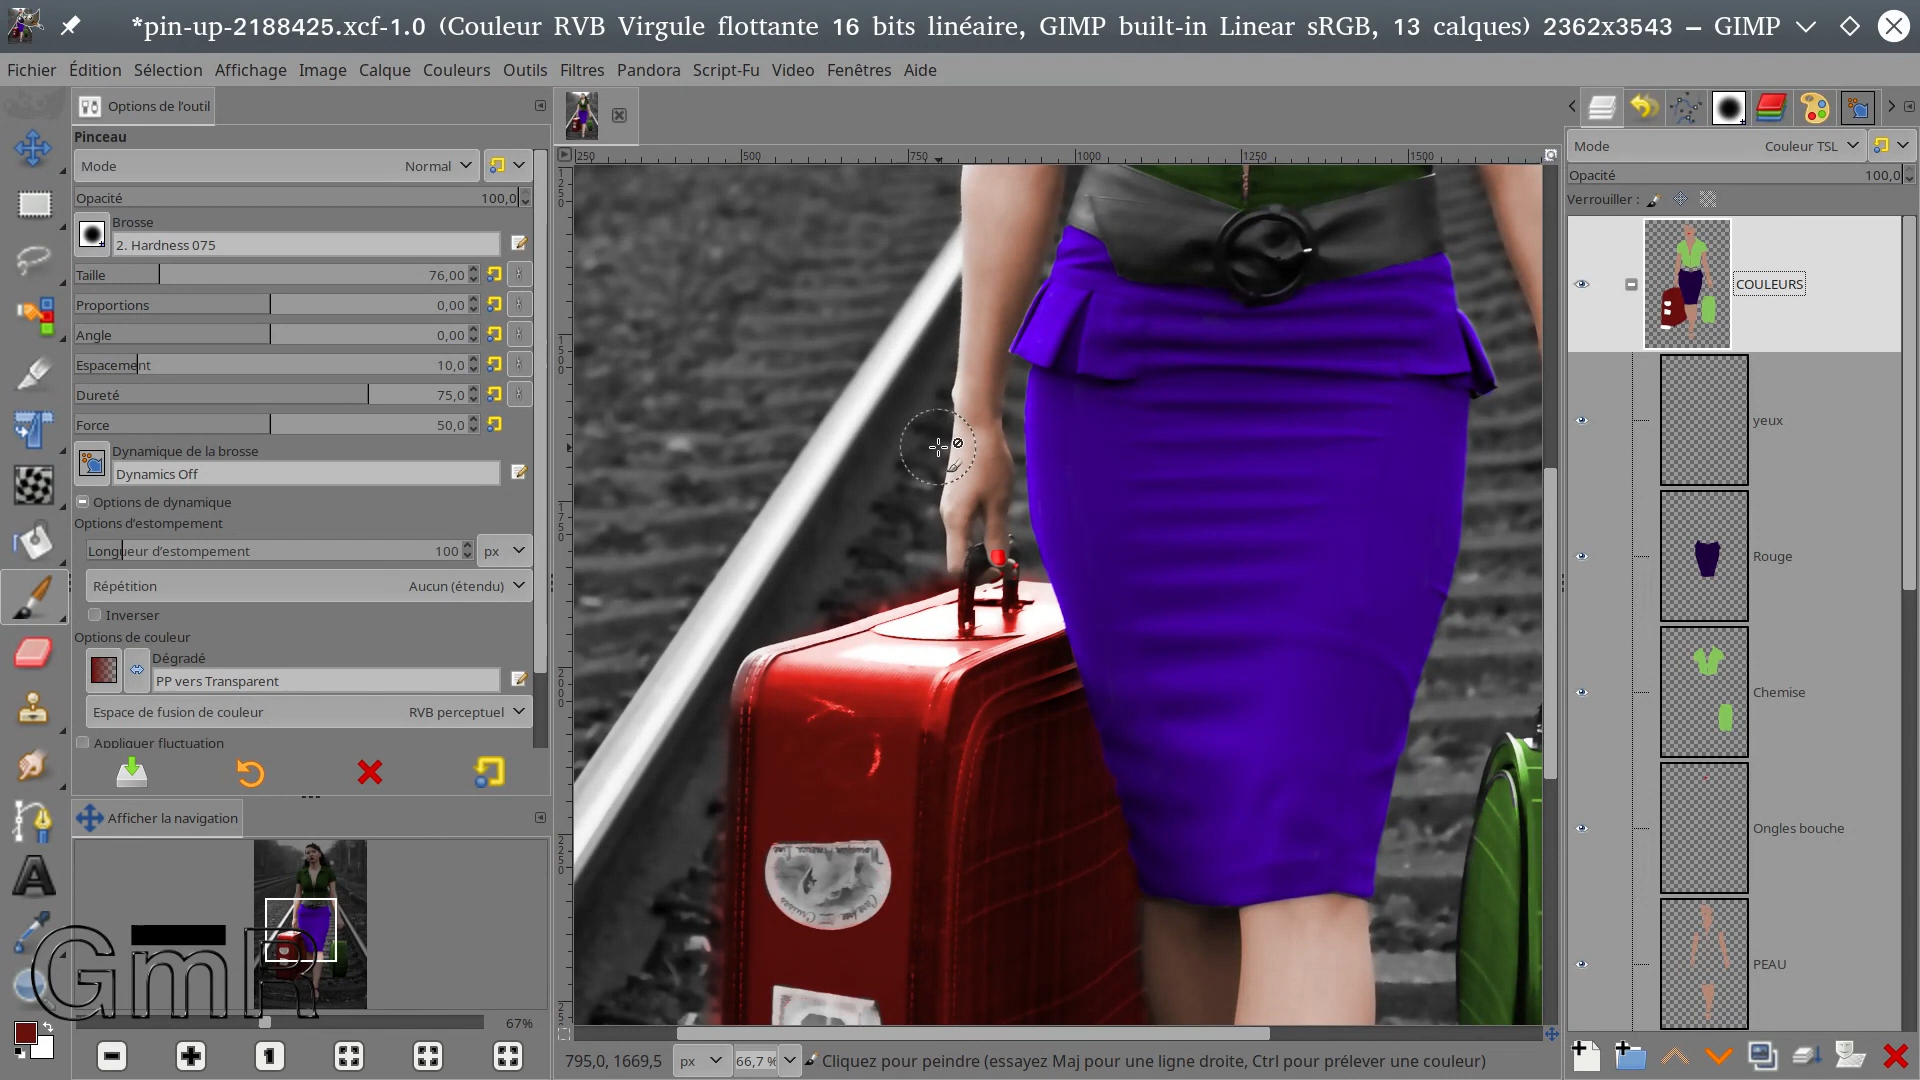 *pin-up-2188425.xcf-1.0 (Couleur RVB Virgule flottante 16 bits linéaire, GIMP built-in Linear sRGB, 13 calques) 2362x3543 – GIMP
Fichier Édition Sélection Affichage Image Calque Couleurs Outils Filtres Pandora Script-Fu Video Fenêtres Aide
Options de l'outil
Pinceau
Mode Normal
Opacité 100,0
Brosse
2. Hardness 075
Taille 76,00
Proportions 0,00
Angle 0,00
Espacement 10,0
Dureté 75,0
Force 50,0
Dynamique de la brosse
Dynamics Off
Options de dynamique
Options d'estompement
Longueur d'estompement 100 px
Répétition Aucun (étendu)
Inverser
Options de couleur
Dégradé
PP vers Transparent
Espace de fusion de couleur RVB perceptuel
Appliquer fluctuation
Afficher la navigation
GmR
67%
1
250 500 750 1000 1250 1500
1250
1500
1750
2000
2250
795,0, 1669,5 px 66,7 % Cliquez pour peindre (essayez Maj pour une ligne droite, Ctrl pour prélever une couleur)
Mode Couleur TSL
Opacité 100,0
Verrouiller :
COULEURS
yeux
Rouge
Chemise
Ongles bouche
PEAU